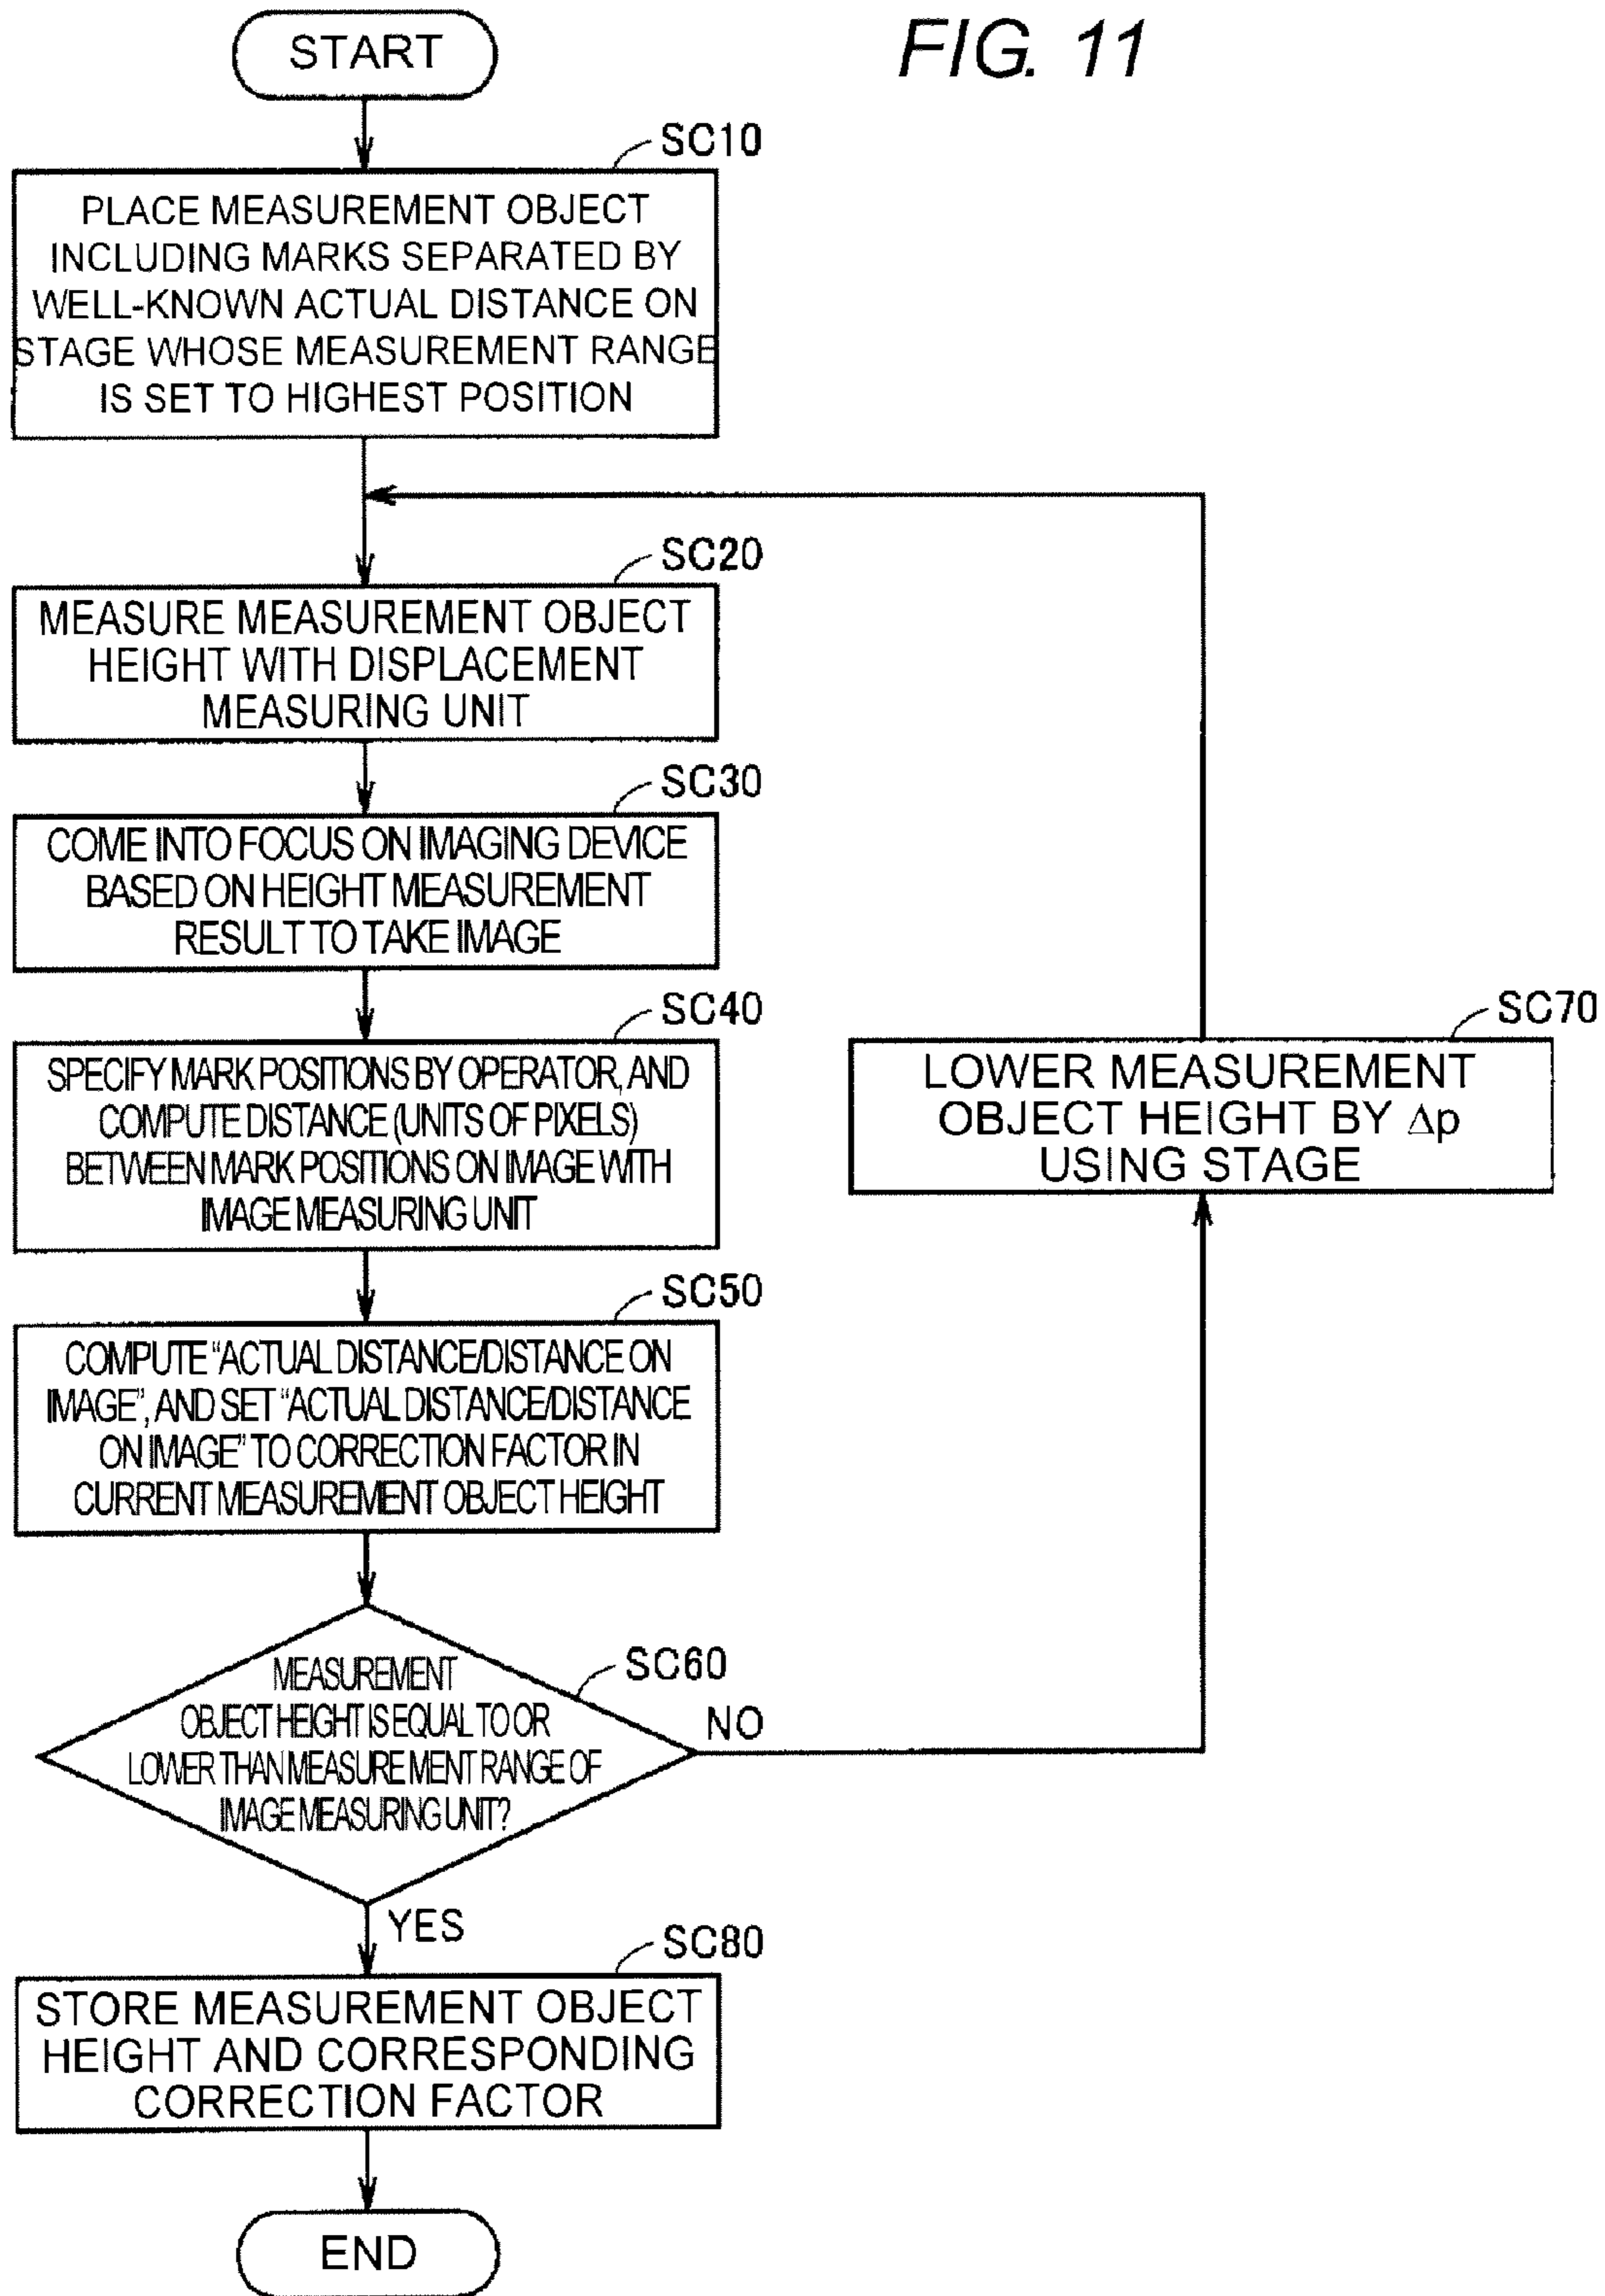 FIG. 11
START
SC10
PLACE MEASUREMENT OBJECT
INCLUDING MARKS SEPARATED BY
WELL-KNOWN ACTUAL DISTANCE ON
STAGE WHOSE MEASUREMENT RANGE
IS SET TO HIGHEST POSITION
SC20
MEASURE MEASUREMENT OBJECT
HEIGHT WITH DISPLACEMENT
MEASURING UNIT
SC30
COME INTO FOCUS ON IMAGING DEVICE
BASED ON HEIGHT MEASUREMENT
RESULT TO TAKE IMAGE
SC40
SPECIFY MARK POSITIONS BY OPERATOR, AND
COMPUTE DISTANCE (UNITS OF PIXELS)
BETWEEN MARK POSITIONS ON IMAGE WITH
IMAGE MEASURING UNIT
SC70
LOWER MEASUREMENT
OBJECT HEIGHT BY Δp
USING STAGE
SC50
COMPUTE "ACTUAL DISTANCE/DISTANCE ON
IMAGE", AND SET "ACTUAL DISTANCE/DISTANCE
ON IMAGE" TO CORRECTION FACTOR IN
CURRENT MEASUREMENT OBJECT HEIGHT
SC60
MEASUREMENT
OBJECT HEIGHT IS EQUAL TO OR
LOWER THAN MEASUREMENT RANGE OF
IMAGE MEASURING UNIT?
NO
YES
SC80
STORE MEASUREMENT OBJECT
HEIGHT AND CORRESPONDING
CORRECTION FACTOR
END